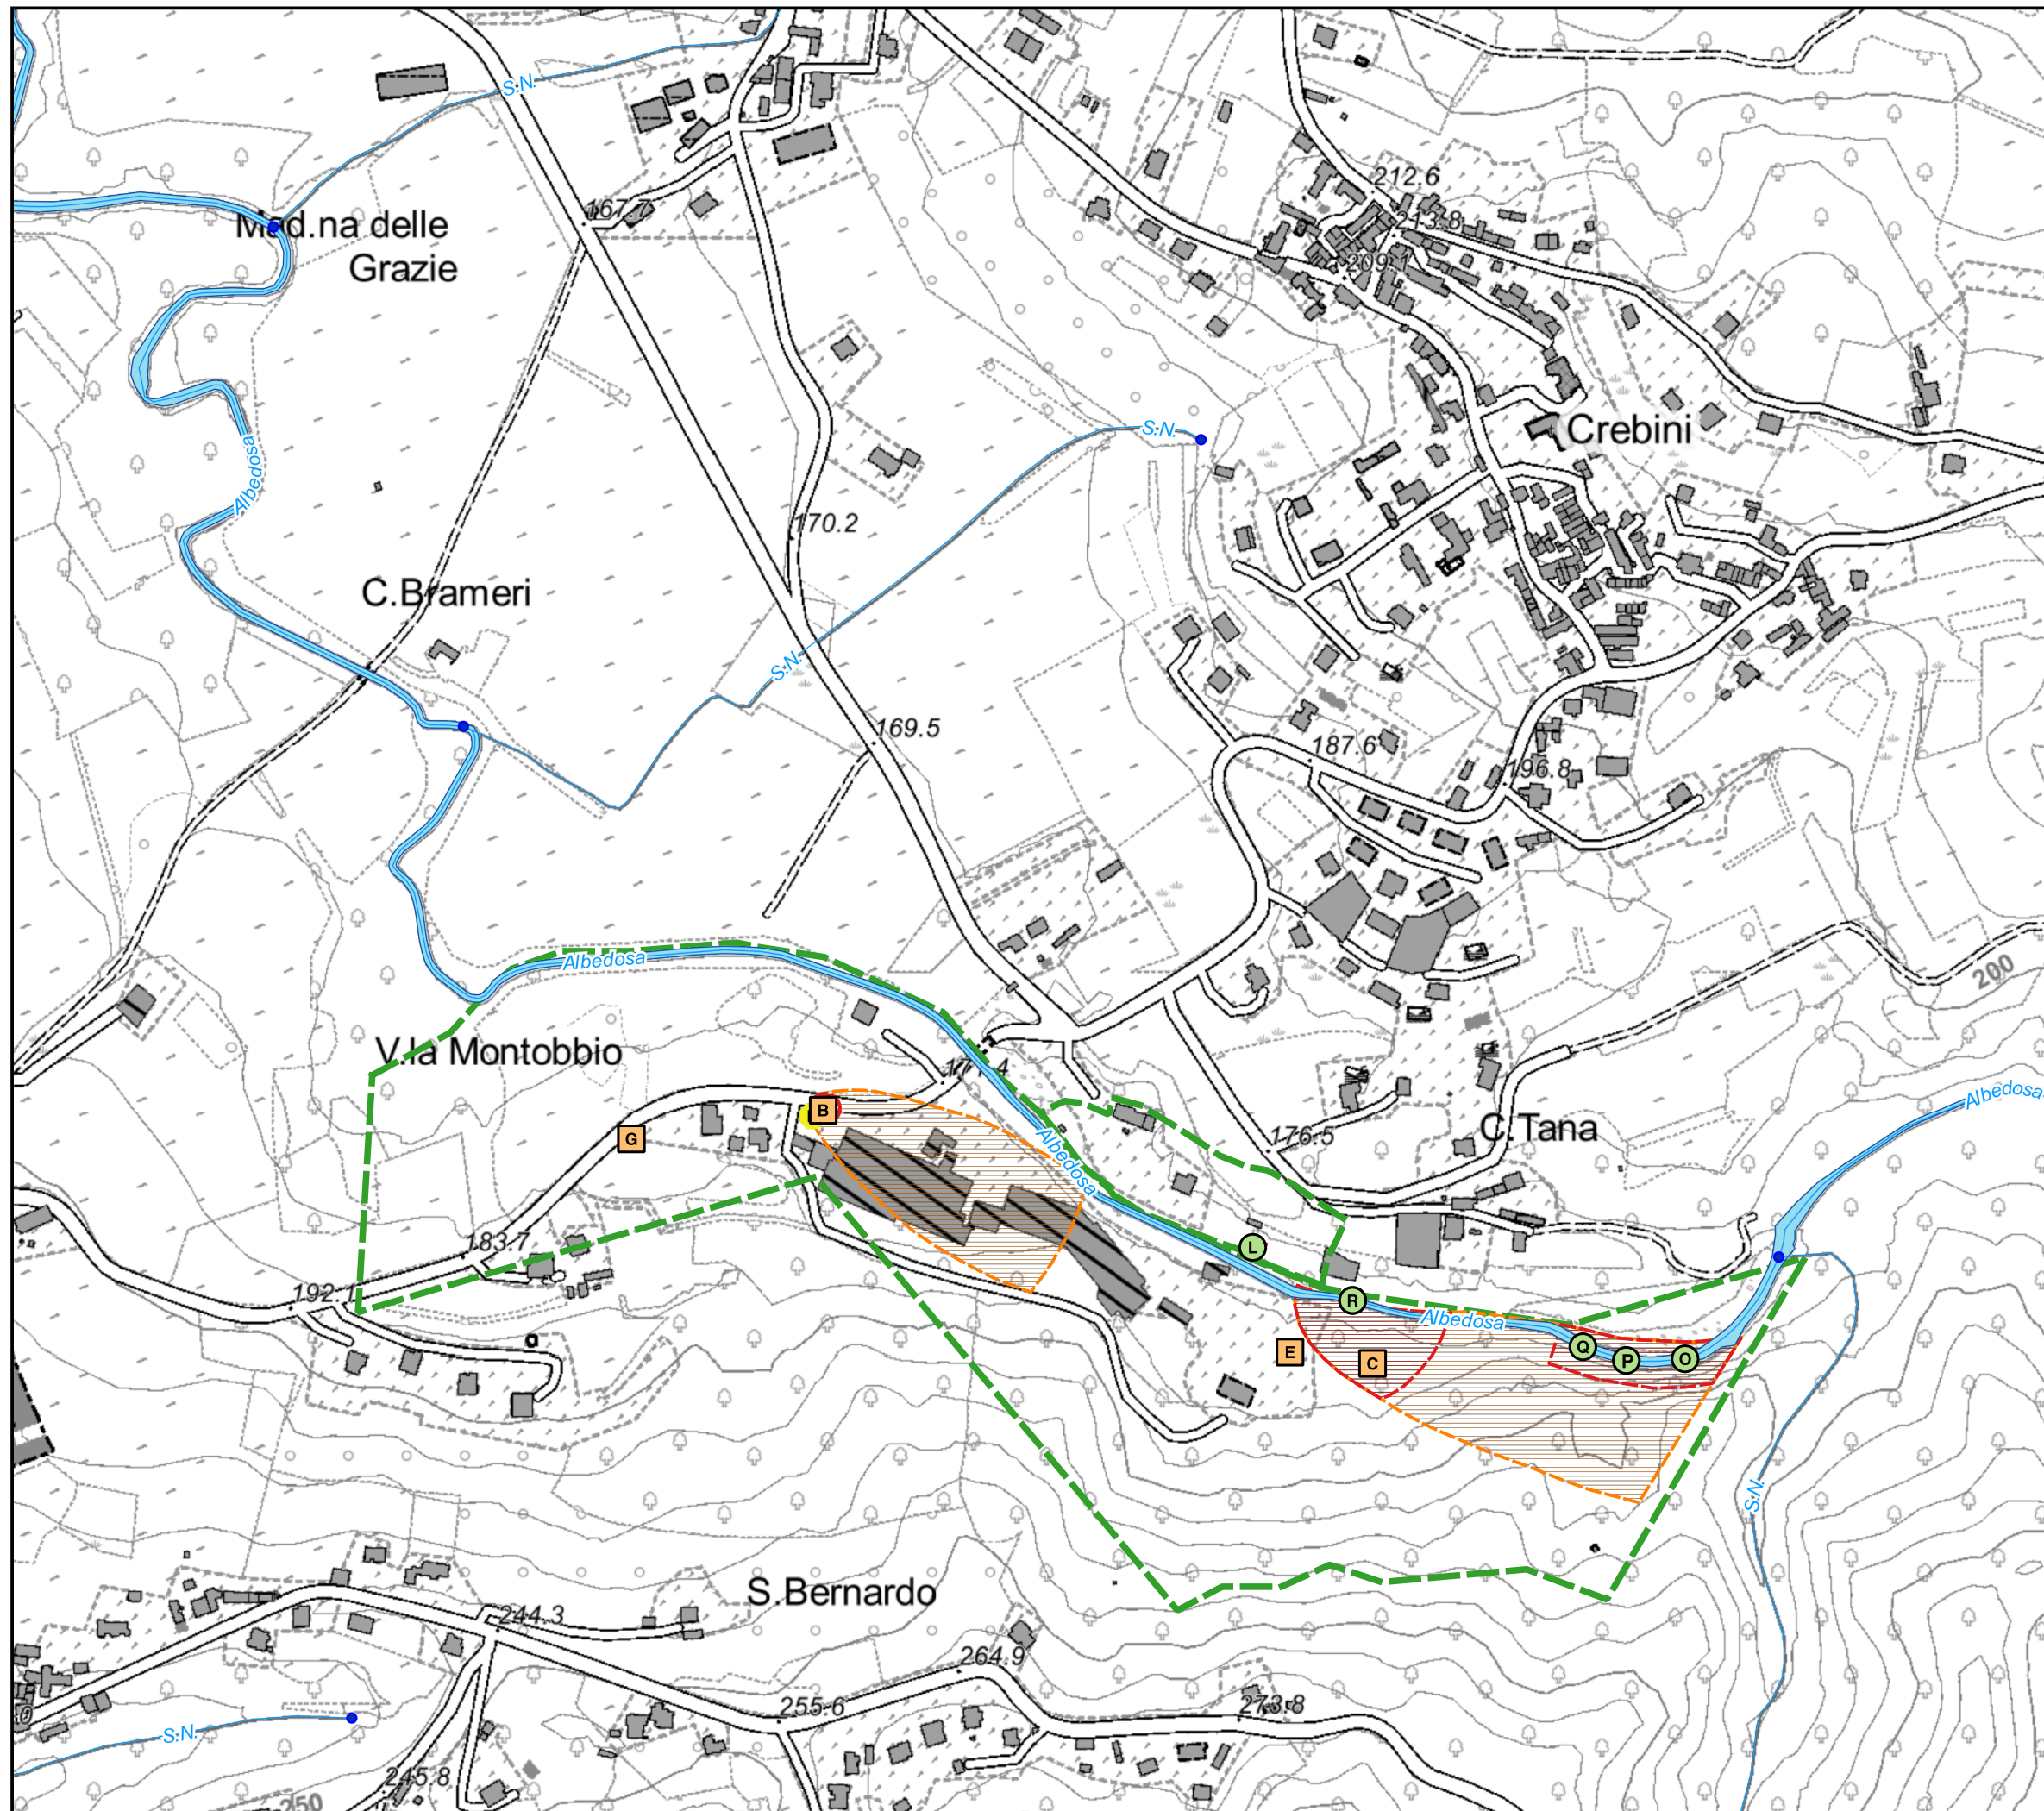 S.N.
212.6
213.8
167.7
Mad.na delle
Grazie
209.1
S.N.
Crebini
Albedosa
170.2
C.Brameri
S.N.
169.5
187.6
196.8
Albedosa
200
V.la Montobbio
Albedosa
B
C.Tana
G
176.5
Albedosa
183.7
L
192.1
R
Albedosa
Q
P
O
E
C
S.N.
S.Bernardo
244.3
264.9
255.6
273.8
S.N.
245.8
250